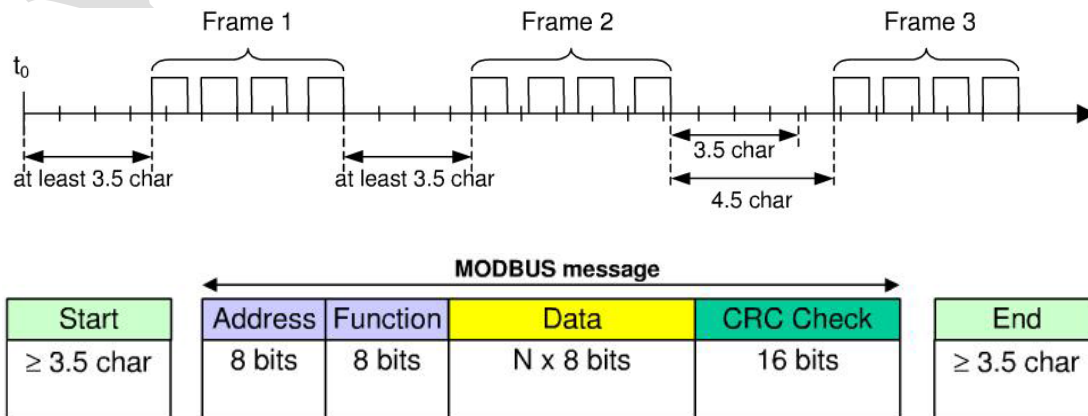 Frame 1 Frame 2 Frame 3
t0
at least 3.5 char at least 3.5 char 3.5 char
4.5 char
MODBUS message
Start Address Function Data CRC Check End
≥ 3.5 char 8 bits 8 bits N x 8 bits 16 bits ≥ 3.5 char